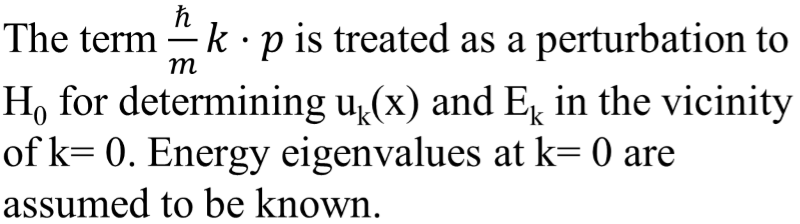 The term ħ/m k · p is treated as a perturbation to
H₀ for determining uₖ(x) and Eₖ in the vicinity
of k= 0. Energy eigenvalues at k= 0 are
assumed to be known.